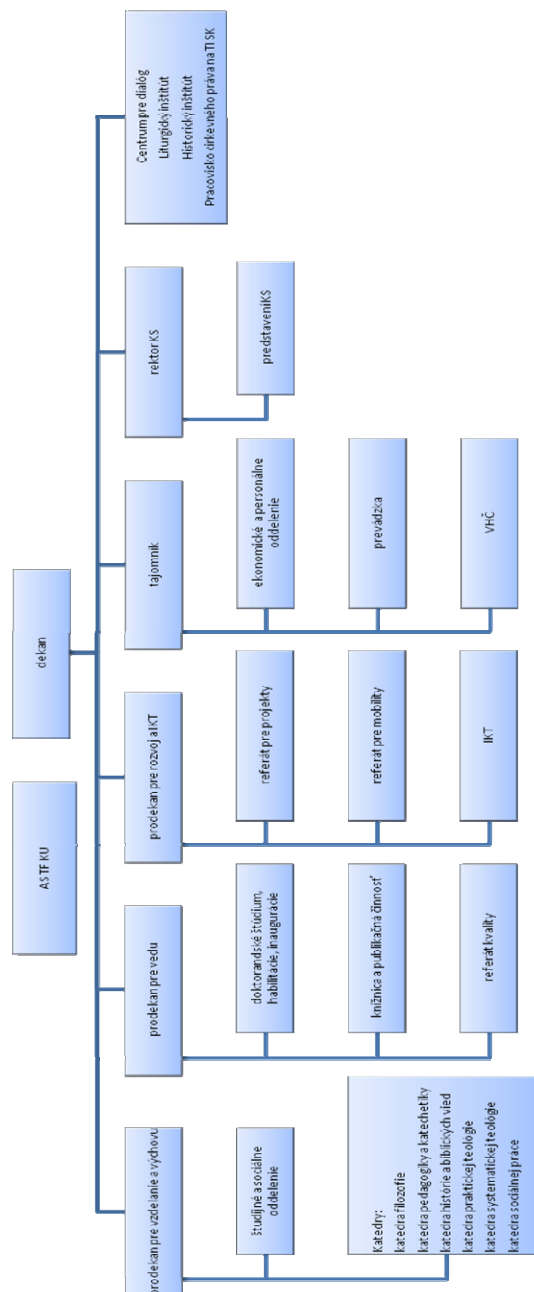 AS TF KU
dekan
prodekan pre vzdelanie a výchovu
študijné a sociálne
oddelenie
Katedry:
katedra filozofie
katedra pedagogiky a katechetiky
katedra histórie a biblických vied
katedra praktickej teológie
katedra systematickej teológie
katedra sociálnej práce
prodekan pre vedu
doktorandské štúdium,
habilitácie, inaugurácie
knižnica a publikačná činnosť
referát kvality
prodekan pre rozvoj a IKT
referát pre projekty
referát pre mobility
IKT
tajomník
ekonomické a personálne
oddelenie
prevádzka
VHČ
rektor KS
predstavení KS
Centrum pre dialóg
Liturgický inštitút
Historický inštitút
Pracovisko cirkevného práva na TI SK